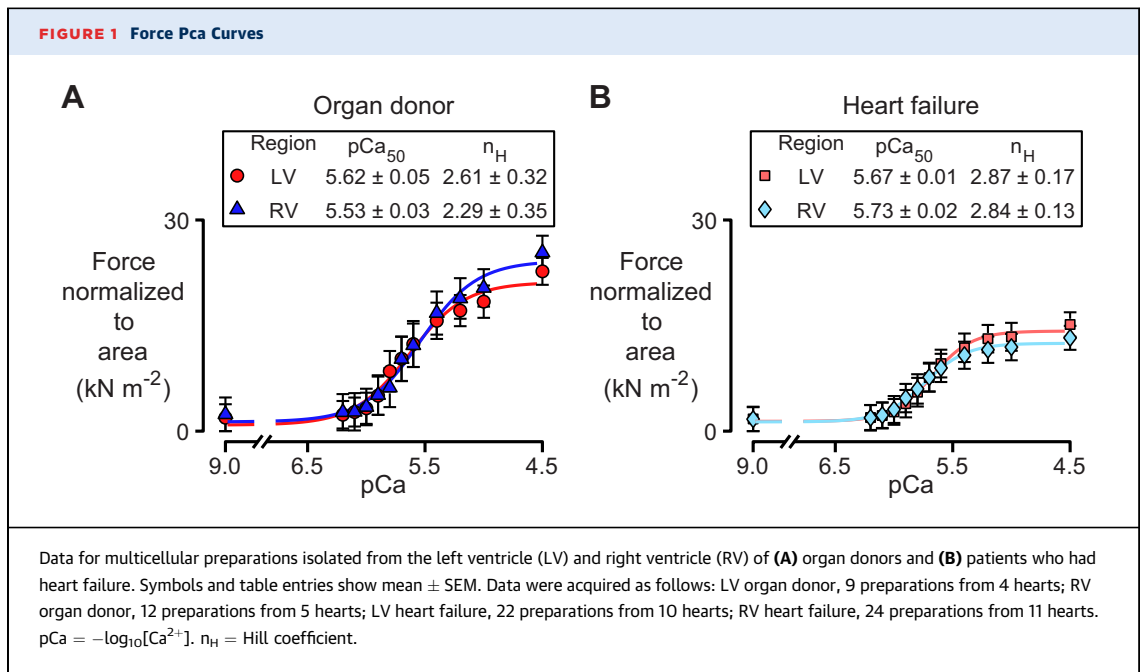 FIGURE 1 Force Pca Curves
A
Organ donor
Region pCa50 nH
LV 5.62 ± 0.05 2.61 ± 0.32
RV 5.53 ± 0.03 2.29 ± 0.35
30
Force
normalized
to
area
(kN m-2)
0
9.0 6.5 5.5 4.5
pCa
B
Heart failure
Region pCa50 nH
LV 5.67 ± 0.01 2.87 ± 0.17
RV 5.73 ± 0.02 2.84 ± 0.13
30
Force
normalized
to
area
(kN m-2)
0
9.0 6.5 5.5 4.5
pCa
Data for multicellular preparations isolated from the left ventricle (LV) and right ventricle (RV) of (A) organ donors and (B) patients who had
heart failure. Symbols and table entries show mean ± SEM. Data were acquired as follows: LV organ donor, 9 preparations from 4 hearts; RV
organ donor, 12 preparations from 5 hearts; LV heart failure, 22 preparations from 10 hearts; RV heart failure, 24 preparations from 11 hearts.
pCa = −log10[Ca2+]. nH = Hill coefficient.